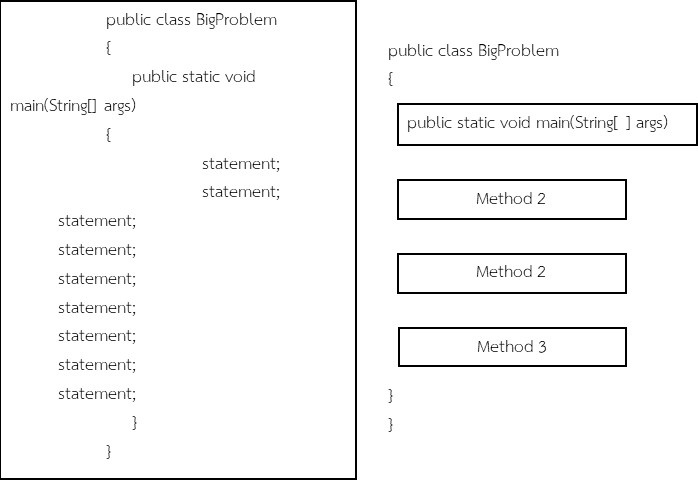 public class BigProblem
{
public static void
main(String[] args)
{
statement;
statement;
statement;
statement;
statement;
statement;
statement;
statement;
statement;
}
}
public class BigProblem
{
public static void main(String[ ] args)
Method 2
Method 2
Method 3
}
}